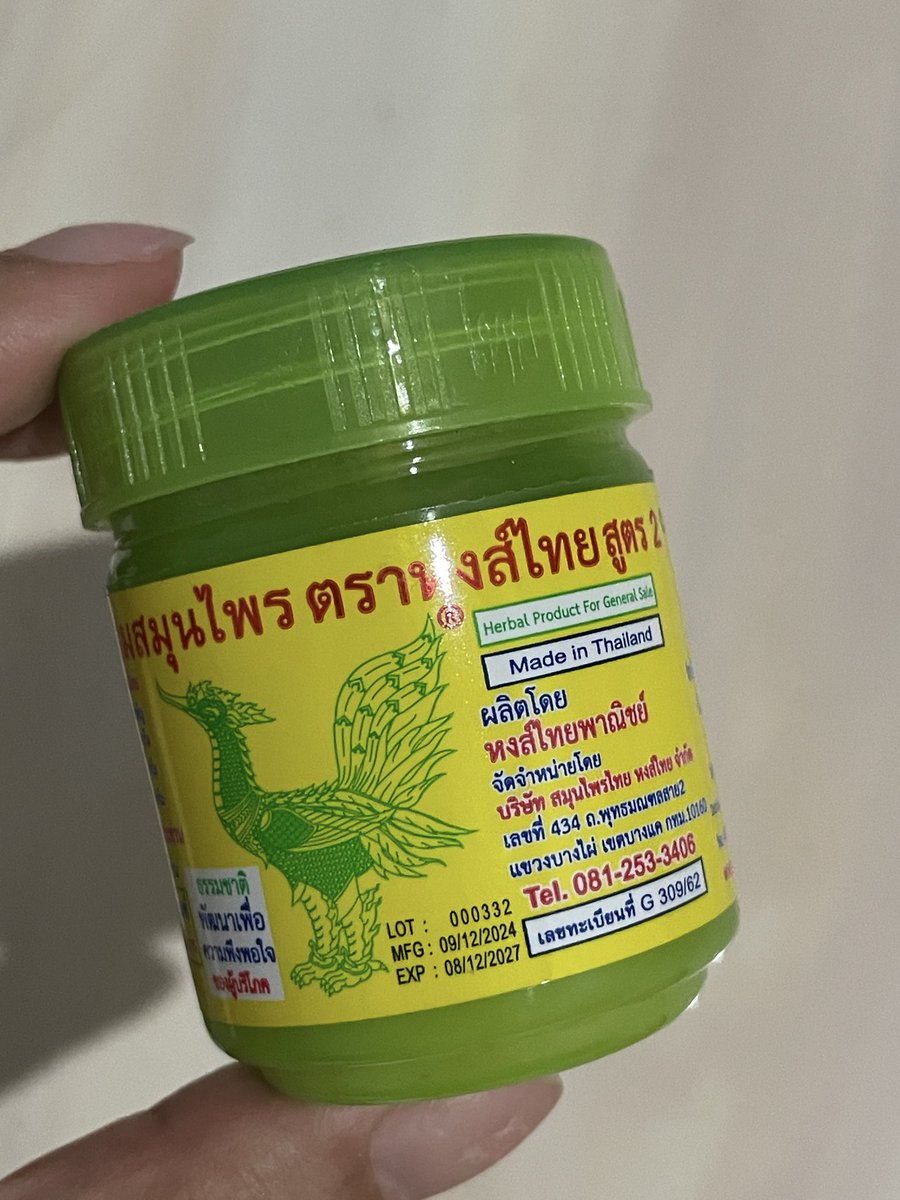 สมุนไพร ตราหงส์ไทย สูตร 2
®
Herbal Product For General Sale
Made in Thailand
ผลิตโดย
หงส์ไทยพาณิชย์
จัดจำหน่ายโดย
บริษัท สมุนไพรไทย หงส์ไทย จำกัด
เลขที่ 434 ถ.พุทธมณฑลสาย2
แขวงบางไผ่ เขตบางแค กทม.10160
Tel. 081-253-3406
เลขทะเบียนที่ G 309/62
ธรรมชาติ
พัฒนาเพื่อ
ความพึงพอใจ
ของผู้บริโภค
LOT : 000332
MFG : 09/12/2024
EXP : 08/12/2027